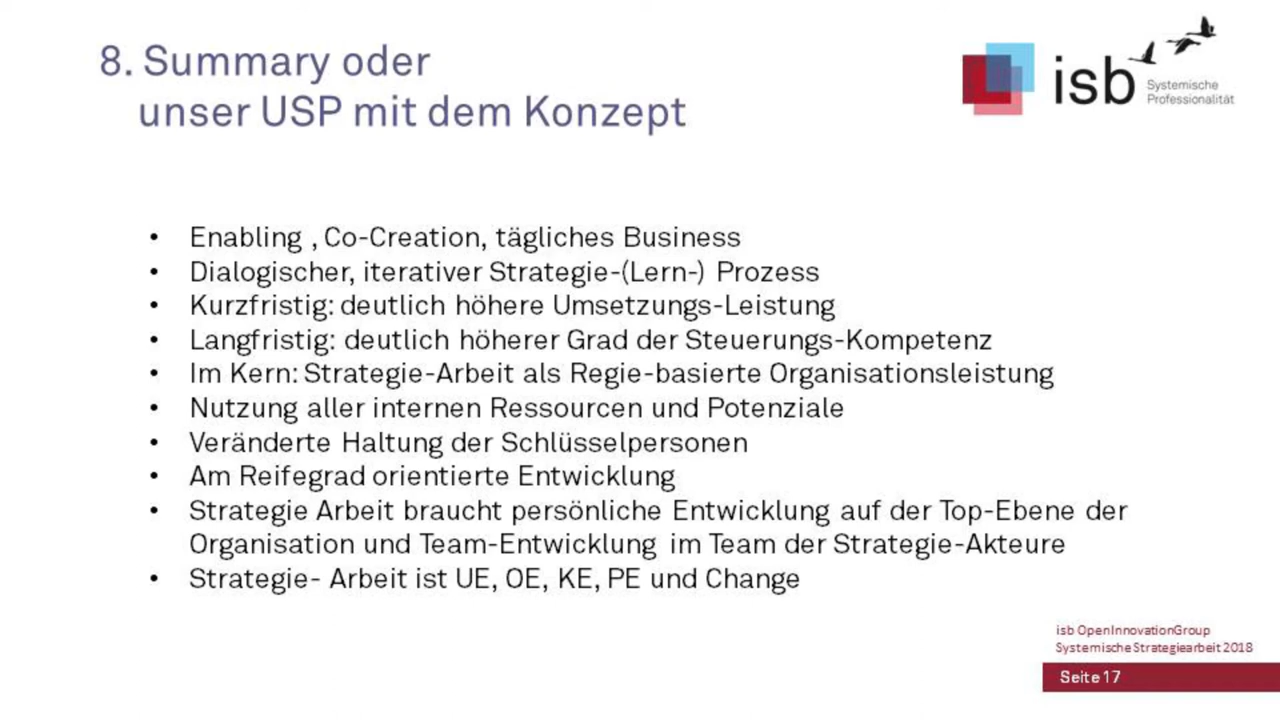 8. Summary oder
unser USP mit dem Konzept
isb
Systemische
Professionalität
• Enabling , Co-Creation, tägliches Business
• Dialogischer, iterativer Strategie-(Lern-) Prozess
• Kurzfristig: deutlich höhere Umsetzungs-Leistung
• Langfristig: deutlich höherer Grad der Steuerungs-Kompetenz
• Im Kern: Strategie-Arbeit als Regie-basierte Organisationsleistung
• Nutzung aller internen Ressourcen und Potenziale
• Veränderte Haltung der Schlüsselpersonen
• Am Reifegrad orientierte Entwicklung
• Strategie Arbeit braucht persönliche Entwicklung auf der Top-Ebene der
Organisation und Team-Entwicklung im Team der Strategie-Akteure
• Strategie- Arbeit ist UE, OE, KE, PE und Change
isb OpenInnovationGroup
Systemische Strategiearbeit 2018
Seite 17